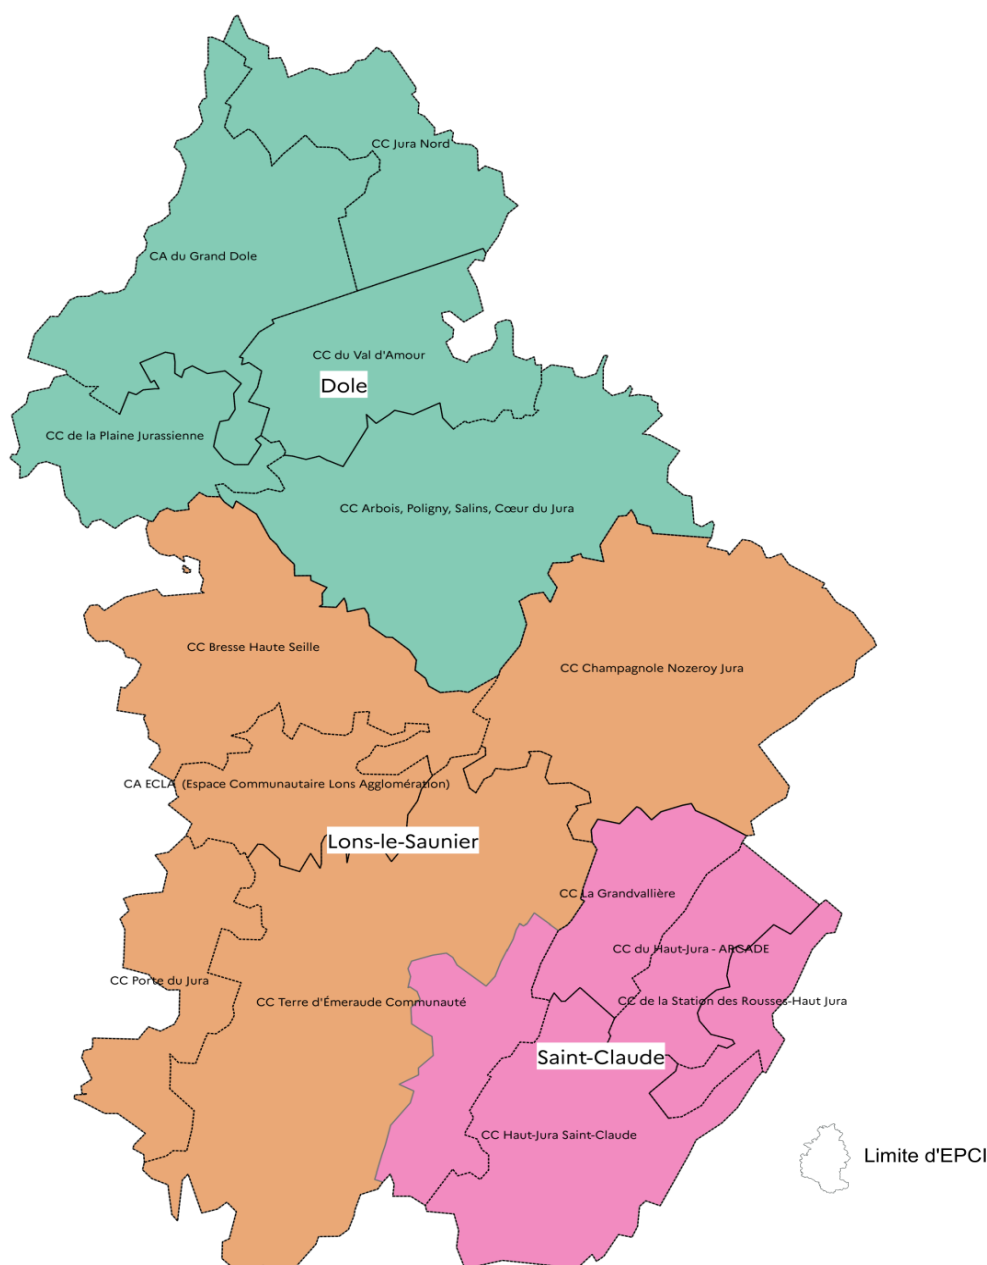 CC Jura Nord
CA du Grand Dole
CC du Val d'Amour
Dole
CC de la Plaine Jurassienne
CC Arbois, Poligny, Salins, Cœur du Jura
CC Bresse Haute Seille
CC Champagnole Nozeroy Jura
CA ECLA (Espace Communautaire Lons Agglomération)
Lons-le-Saunier
CC La Grandvallière
CC du Haut-Jura - ARCADE
CC Porte du Jura
CC Terre d'Émeraude Communauté
CC de la Station des Rousses-Haut Jura
Saint-Claude
CC Haut-Jura Saint-Claude
Limite d'EPCI